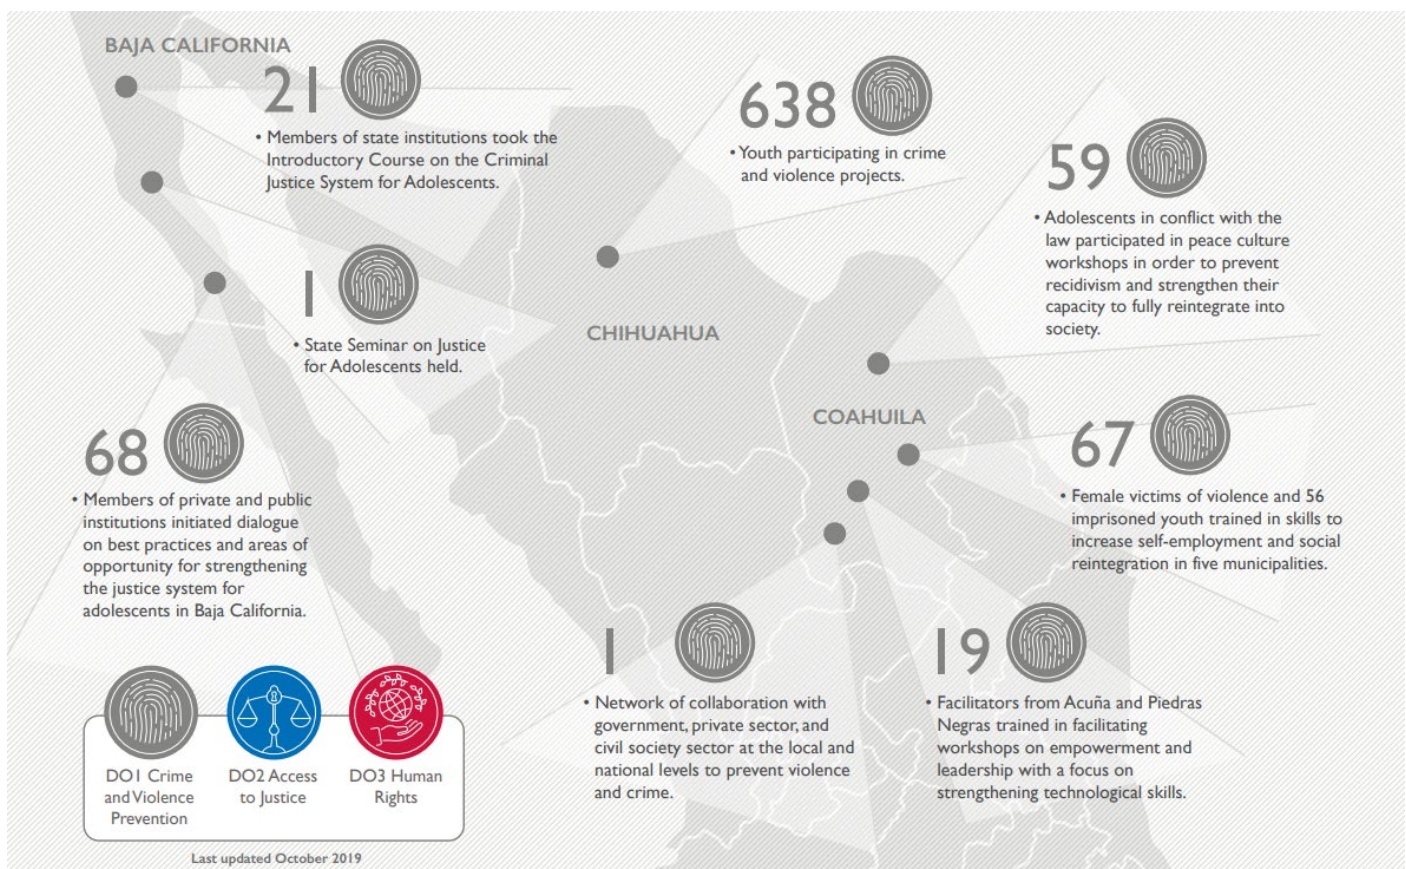 BAJA CALIFORNIA
21
• Members of state institutions took the
Introductory Course on the Criminal
Justice System for Adolescents.
1
• State Seminar on Justice
for Adolescents held.
68
• Members of private and public
institutions initiated dialogue
on best practices and areas of
opportunity for strengthening
the justice system for
adolescents in Baja California.
638
• Youth participating in crime
and violence projects.
CHIHUAHUA
59
• Adolescents in conflict with the
law participated in peace culture
workshops in order to prevent
recidivism and strengthen their
capacity to fully reintegrate into
society.
COAHUILA
67
• Female victims of violence and 56
imprisoned youth trained in skills to
increase self-employment and social
reintegration in five municipalities.
1
• Network of collaboration with
government, private sector, and
civil society sector at the local and
national levels to prevent violence
and crime.
19
• Facilitators from Acuña and Piedras
Negras trained in facilitating
workshops on empowerment and
leadership with a focus on
strengthening technological skills.
DO1 Crime
and Violence
Prevention
DO2 Access
to Justice
DO3 Human
Rights
Last updated October 2019